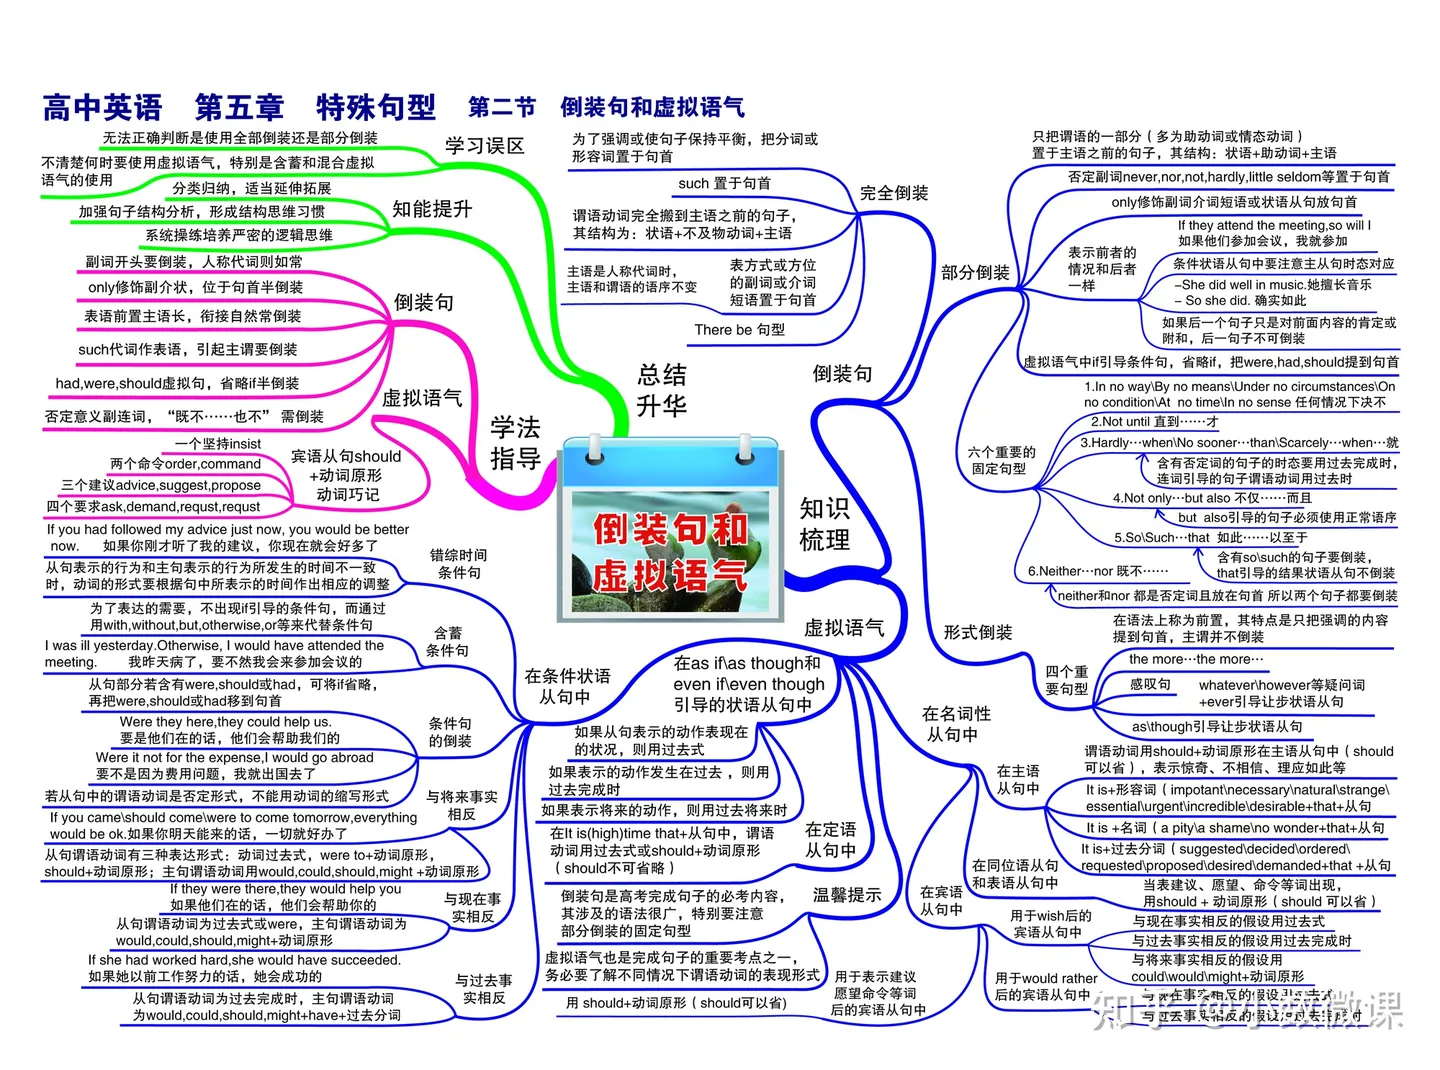 高中英语 第五章 特殊句型 第二节 倒装句和虚拟语气
无法正确判断是使用全部倒装还是部分倒装
学习误区
不清楚何时要使用虚拟语气，特别是含蓄和混合虚拟
语气的使用
分类归纳，适当延伸拓展
知能提升
加强句子结构分析，形成结构思维习惯
系统操练培养严密的逻辑思维
总结
升华
副词开头要倒装，人称代词则如常
倒装句
only修饰副介状，位于句首半倒装
表语前置主语长，衔接自然常倒装
such代词作表语，引起主谓要倒装
had,were,should虚拟句，省略if半倒装
否定意义副连词，“既不……也不” 需倒装
虚拟语气
学法
指导
一个坚持insist
两个命令order,command
三个建议advice,suggest,propose
四个要求ask,demand,requst,requst
宾语从句should
+动词原形
动词巧记
倒装句和
虚拟语气
知识
梳理
倒装句
完全倒装
为了强调或使句子保持平衡，把分词或
形容词置于句首
such 置于句首
谓语动词完全搬到主语之前的句子，
其结构为：状语+不及物动词+主语
主语是人称代词时，
主语和谓语的语序不变
表方式或方位
的副词或介词
短语置于句首
There be 句型
部分倒装
只把谓语的一部分（多为助动词或情态动词）
置于主语之前的句子，其结构：状语+助动词+主语
否定副词never,nor,not,hardly,little seldom等置于句首
only修饰副词介词短语或状语从句放句首
表示前者的
情况和后者
一样
If they attend the meeting,so will I
如果他们参加会议，我就参加
条件状语从句中要注意主从句时态对应
–She did well in music.她擅长音乐
– So she did. 确实如此
如果后一个句子只是对前面内容的肯定或
附和，后一句子不可倒装
虚拟语气中if引导条件句，省略if，把were,had,should提到句首
六个重要的
固定句型
1.In no way\By no means\Under no circumstances\On
no condition\At no time\In no sense 任何情况下决不
2.Not until 直到……才
3.Hardly…when\No sooner…than\Scarcely…when…就
含有否定词的句子的时态要用过去完成时，
连词引导的句子谓语动词用过去时
4.Not only…but also 不仅……而且
but also引导的句子必须使用正常语序
5.So\Such…that 如此……以至于
含有so\such的句子要倒装，
that引导的结果状语从句不倒装
6.Neither…nor 既不……
neither和nor 都是否定词且放在句首 所以两个句子都要倒装
形式倒装
在语法上称为前置，其特点是只把强调的内容
提到句首，主谓并不倒装
四个重
要句型
the more…the more…
感叹句
whatever\however等疑问词
+ever引导让步状语从句
as\though引导让步状语从句
虚拟语气
在条件状语
从句中
错综时间
条件句
If you had followed my advice just now, you would be better
now. 如果你刚才听了我的建议，你现在就会好多了
从句表示的行为和主句表示的行为所发生的时间不一致
时，动词的形式要根据句中所表示的时间作出相应的调整
含蓄
条件句
为了表达的需要，不出现if引导的条件句，而通过
用with,without,but,otherwise,or等来代替条件句
I was ill yesterday.Otherwise, I would have attended the
meeting. 我昨天病了，要不然我会来参加会议的
条件句
的倒装
从句部分若含有were,should或had，可将if省略，
再把were,should或had移到句首
Were they here,they could help us.
要是他们在的话，他们会帮助我们的
Were it not for the expense,I would go abroad
要不是因为费用问题，我就出国去了
若从句中的谓语动词是否定形式，不能用动词的缩写形式
与将来事实
相反
If you came\should come\were to come tomorrow,everything
would be ok.如果你明天能来的话，一切就好办了
从句谓语动词有三种表达形式：动词过去式，were to+动词原形，
should+动词原形；主句谓语动词用would,could,should,might +动词原形
与现在事
实相反
If they were there,they would help you
如果他们在的话，他们会帮助你的
从句谓语动词为过去式或were，主句谓语动词为
would,could,should,might+动词原形
与过去事
实相反
If she had worked hard,she would have succeeded.
如果她以前工作努力的话，她会成功的
从句谓语动词为过去完成时，主句谓语动词
为would,could,should,might+have+过去分词
在as if\as though和
even if\even though
引导的状语从句中
如果从句表示的动作表现在
的状况，则用过去式
如果表示的动作发生在过去，则用
过去完成时
如果表示将来的动作，则用过去将来时
在定语
从句中
在It is(high)time that+从句中，谓语
动词用过去式或should+动词原形
（should不可省略）
温馨提示
倒装句是高考完成句子的必考内容，
其涉及的语法很广，特别要注意
部分倒装的固定句型
虚拟语气也是完成句子的重要考点之一，
务必要了解不同情况下谓语动词的表现形式
在名词性
从句中
在主语
从句中
谓语动词用should+动词原形在主语从句中（should
可以省），表示惊奇、不相信、理应如此等
It is+形容词（impotant\necessary\natural\strange\
essential\urgent\incredible\desirable+that+从句
It is +名词（a pity\a shame\no wonder+that+从句
It is+过去分词（suggested\decided\ordered\
requested\proposed\desired\demanded+that +从句
在同位语从句
和表语从句中
当表建议、愿望、命令等词出现，
用should + 动词原形（should 可以省）
在宾语
从句中
用于wish后的
宾语从句中
与现在事实相反的假设用过去式
与过去事实相反的假设用过去完成时
与将来事实相反的假设用
could\would\might+动词原形
用于would rather
后的宾语从句中
与现在事实相反的假设用过去式
与过去事实相反的假设用过去完成时
用于表示建议
愿望命令等词
后的宾语从句中
用 should+动词原形（should可以省)
知乎 @小数微课